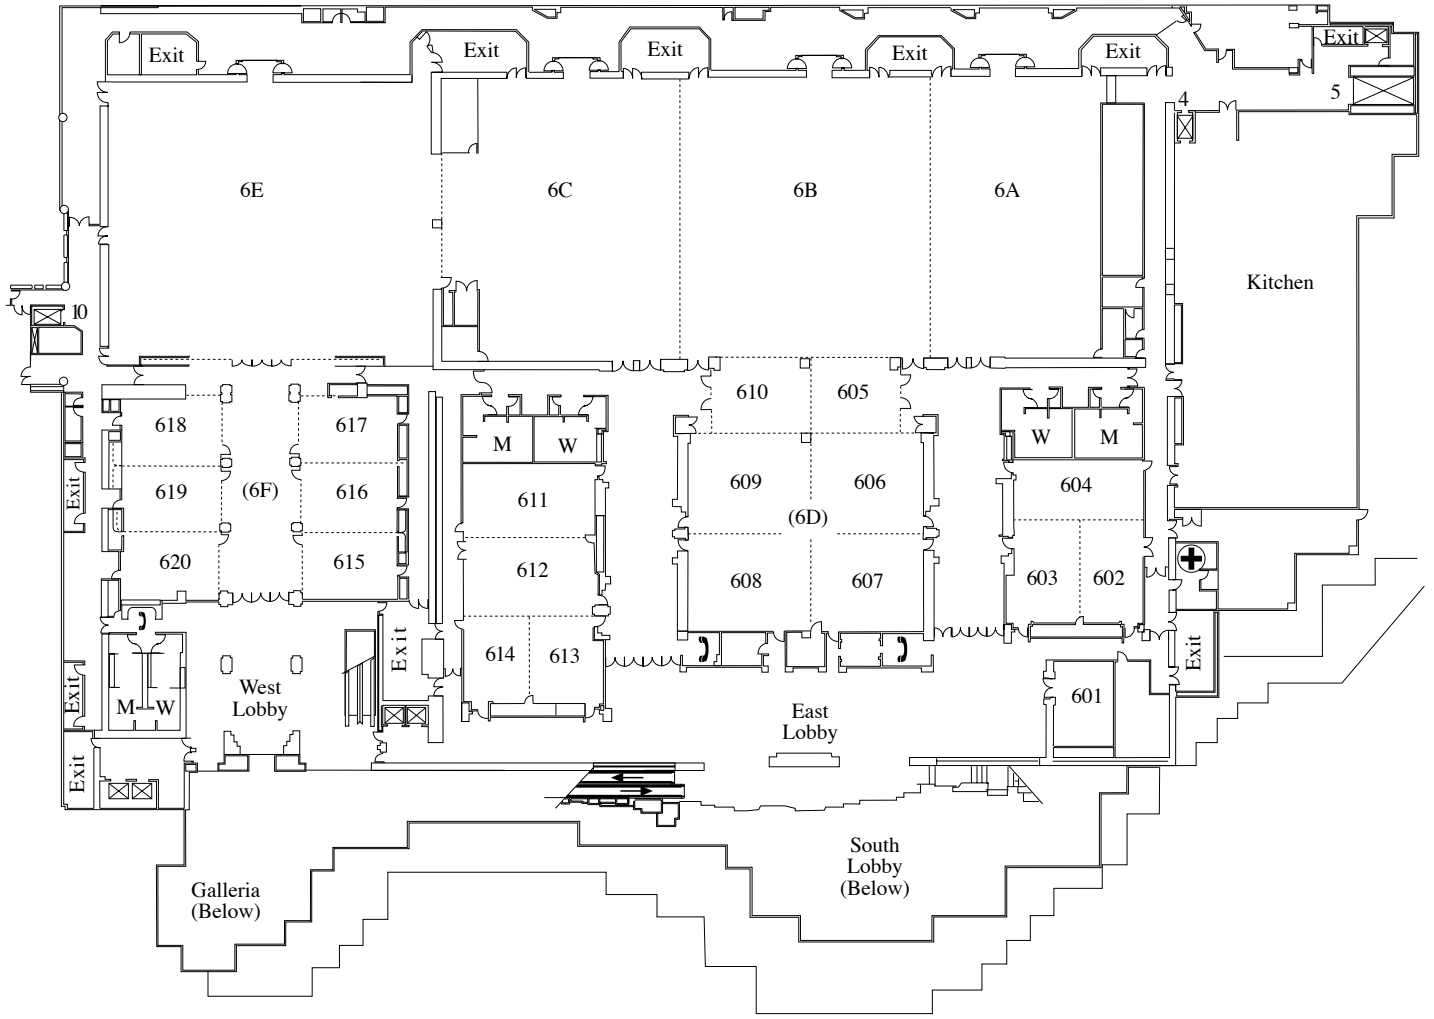 Exit
Exit
Exit
Exit
Exit
Exit
5
4
6E
6C
6B
6A
Kitchen
10
610
605
618
617
M
W
W
M
Exit
619
(6F)
616
611
609
606
604
(6D)
620
615
612
608
607
603
602
Exit
614
613
Exit
Exit
M
W
West
Lobby
601
East
Lobby
Exit
South
Lobby
(Below)
Galleria
(Below)